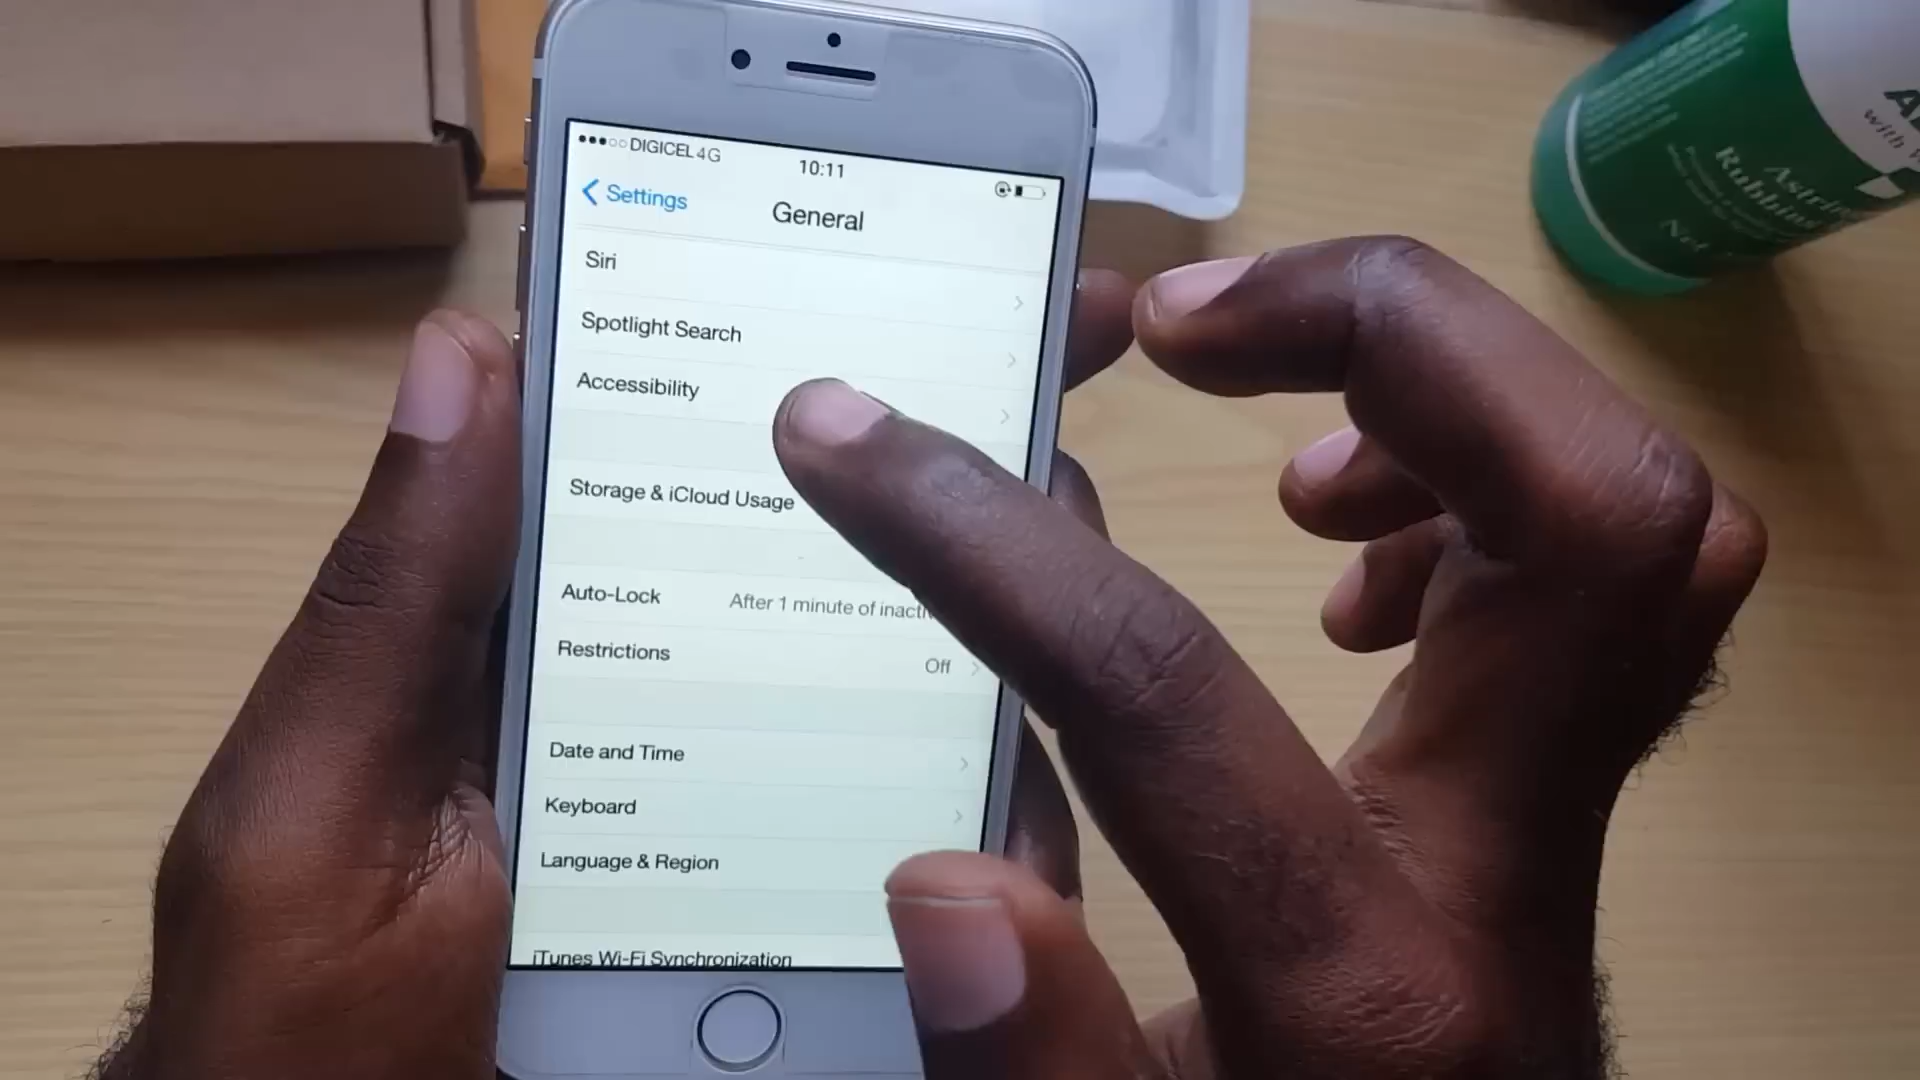 DIGICEL 4G
10:11
Settings
General
Siri
Spotlight Search
Accessibility
Storage & iCloud Usage
Auto-Lock After 1 minute of
Restrictions Off
Date and Time
Keyboard
Language & Region
iTunes Wi-Fi Synchronization
with